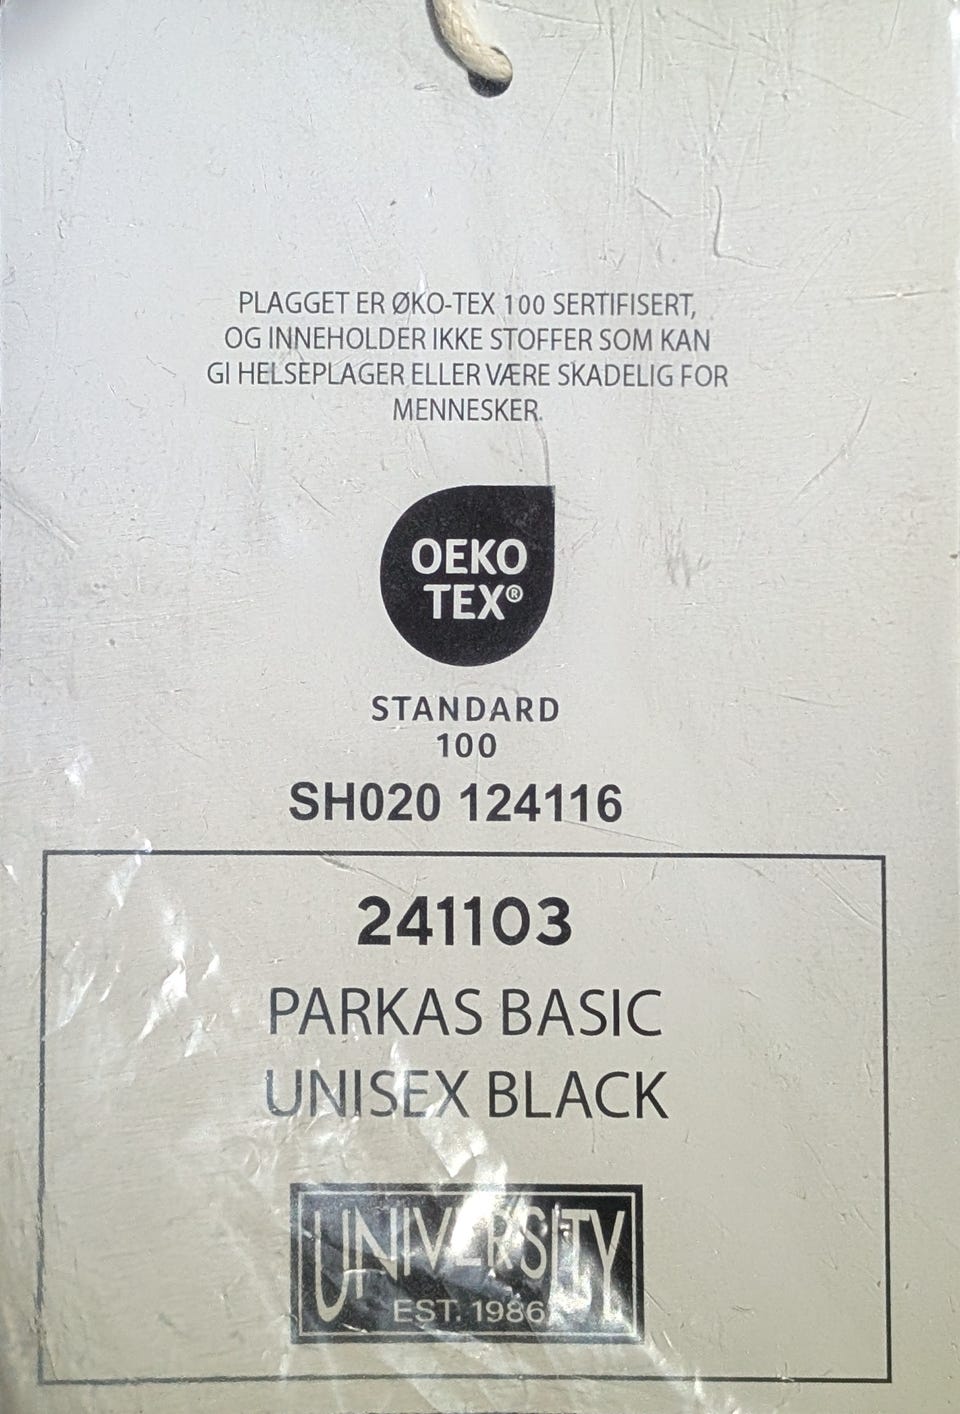 PLAGGET ER ØKO-TEX 100 SERTIFISERT,
OG INNEHOLDER IKKE STOFFER SOM KAN
GI HELSEPLAGER ELLER VÆRE SKADELIG FOR
MENNESKER.
OEKO
TEX®
STANDARD
100
SH020 124116
241103
PARKAS BASIC
UNISEX BLACK
UNIVERSITY
EST. 1986